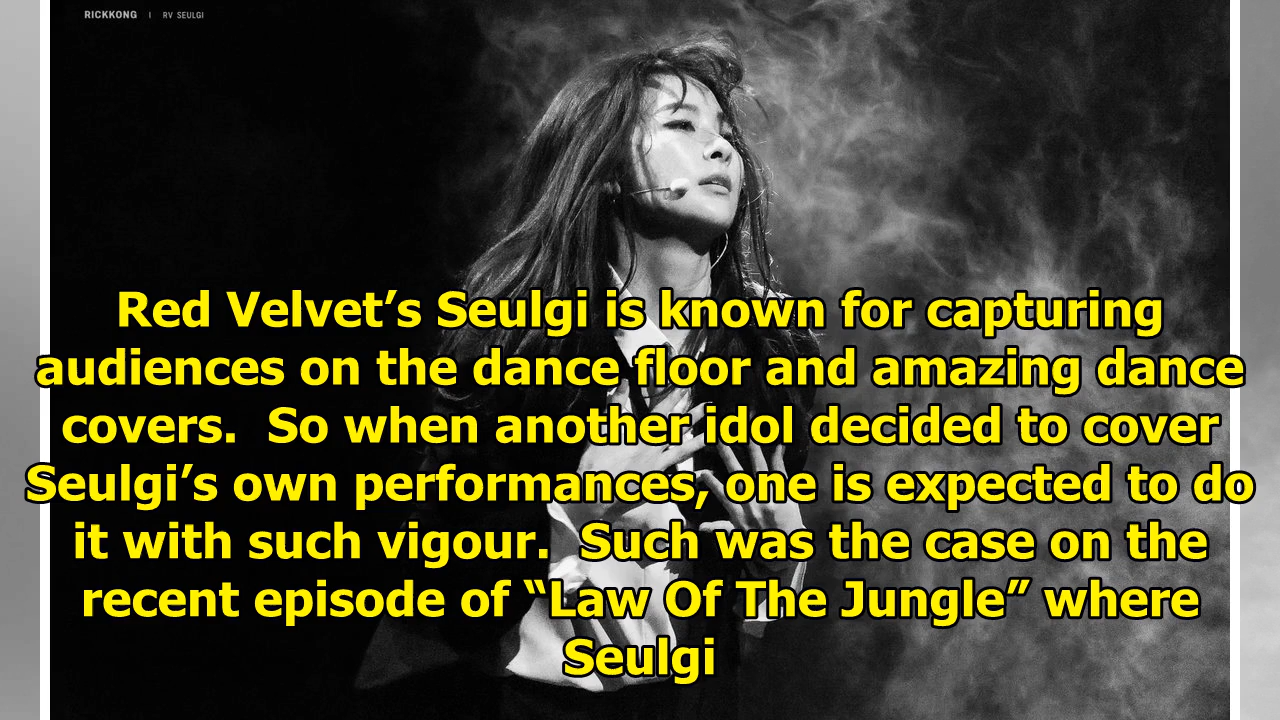 RICKKONG | RV SEULGI
Red Velvet’s Seulgi is known for capturing
audiences on the dance floor and amazing dance
covers.  So when another idol decided to cover
Seulgi’s own performances, one is expected to do
it with such vigour.  Such was the case on the
recent episode of “Law Of The Jungle” where
Seulgi